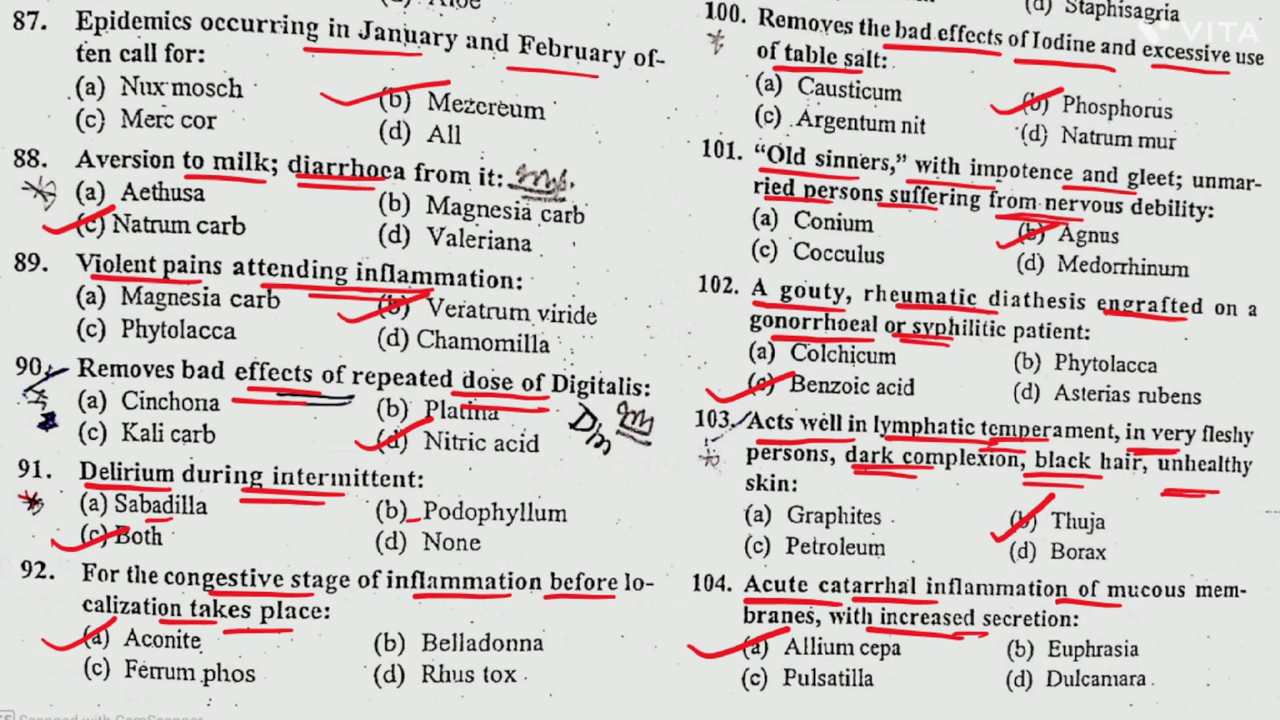 87. Epidemics occurring in January and February of-
ten call for:
(a) Nux mosch
(b) Mezereum
(c) Merc cor
(d) All
88. Aversion to milk; diarrhoea from it:
(a) Aethusa
(b) Magnesia carb
(c) Natrum carb
(d) Valeriana
89. Violent pains attending inflammation:
(a) Magnesia carb
(b) Veratrum viride
(c) Phytolacca
(d) Chamomilla
90. Removes bad effects of repeated dose of Digitalis:
(a) Cinchona
(b) Platina
(c) Kali carb
(d) Nitric acid
91. Delirium during intermittent:
(a) Sabadilla
(b) Podophyllum
(c) Both
(d) None
92. For the congestive stage of inflammation before lo-
calization takes place:
(a) Aconite
(b) Belladonna
(c) Ferrum phos
(d) Rhus tox
(d) Staphisagria
VITA
100. Removes the bad effects of Iodine and excessive use
of table salt:
(a) Causticum
(b) Phosphorus
(c) Argentum nit
(d) Natrum mur
101. “Old sinners,” with impotence and gleet; unmar-
ried persons suffering from nervous debility:
(a) Conium
(b) Agnus
(c) Cocculus
(d) Medorrhinum
102. A gouty, rheumatic diathesis engrafted on a
gonorrhoeal or syphilitic patient:
(a) Colchicum
(b) Phytolacca
(c) Benzoic acid
(d) Asterias rubens
103. Acts well in lymphatic temperament, in very fleshy
persons, dark complexion, black hair, unhealthy
skin:
(a) Graphites
(b) Thuja
(c) Petroleum
(d) Borax
104. Acute catarrhal inflammation of mucous mem-
branes, with increased secretion:
(a) Allium cepa
(b) Euphrasia
(c) Pulsatilla
(d) Dulcamara